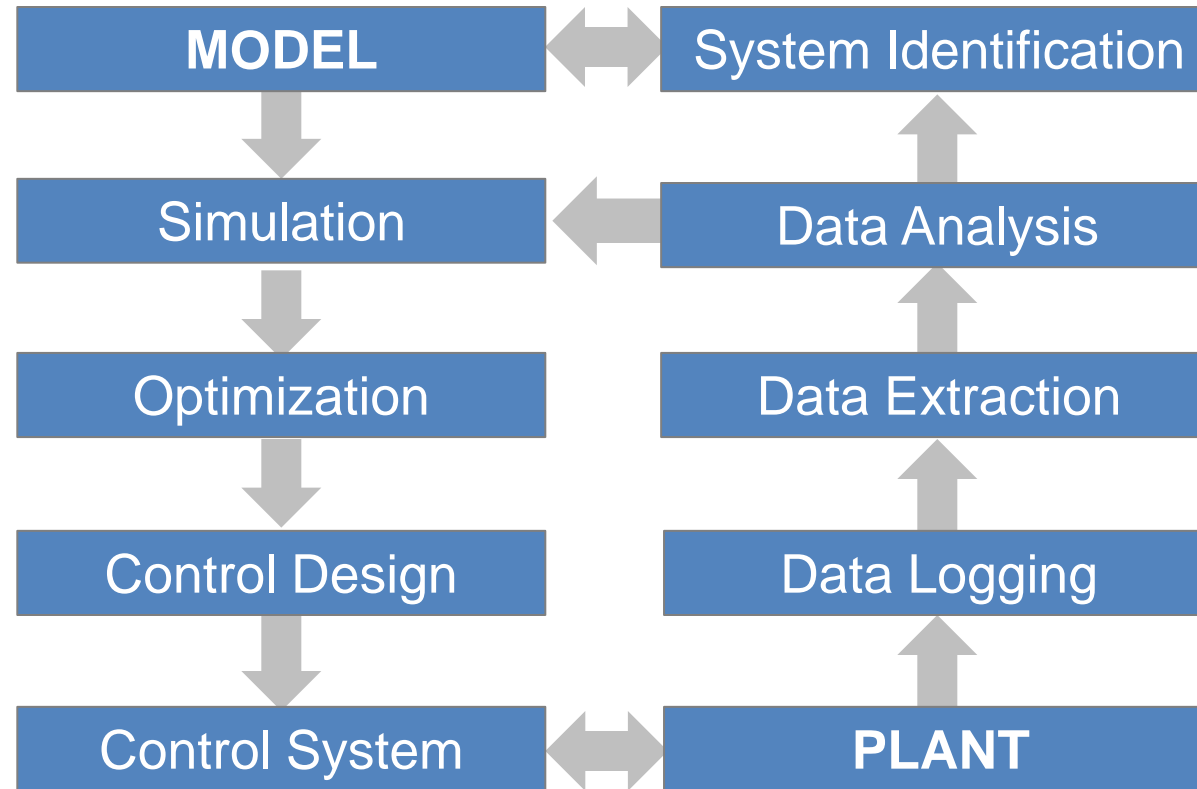 MODEL
System Identification
Simulation
Data Analysis
Optimization
Data Extraction
Control Design
Data Logging
Control System
PLANT